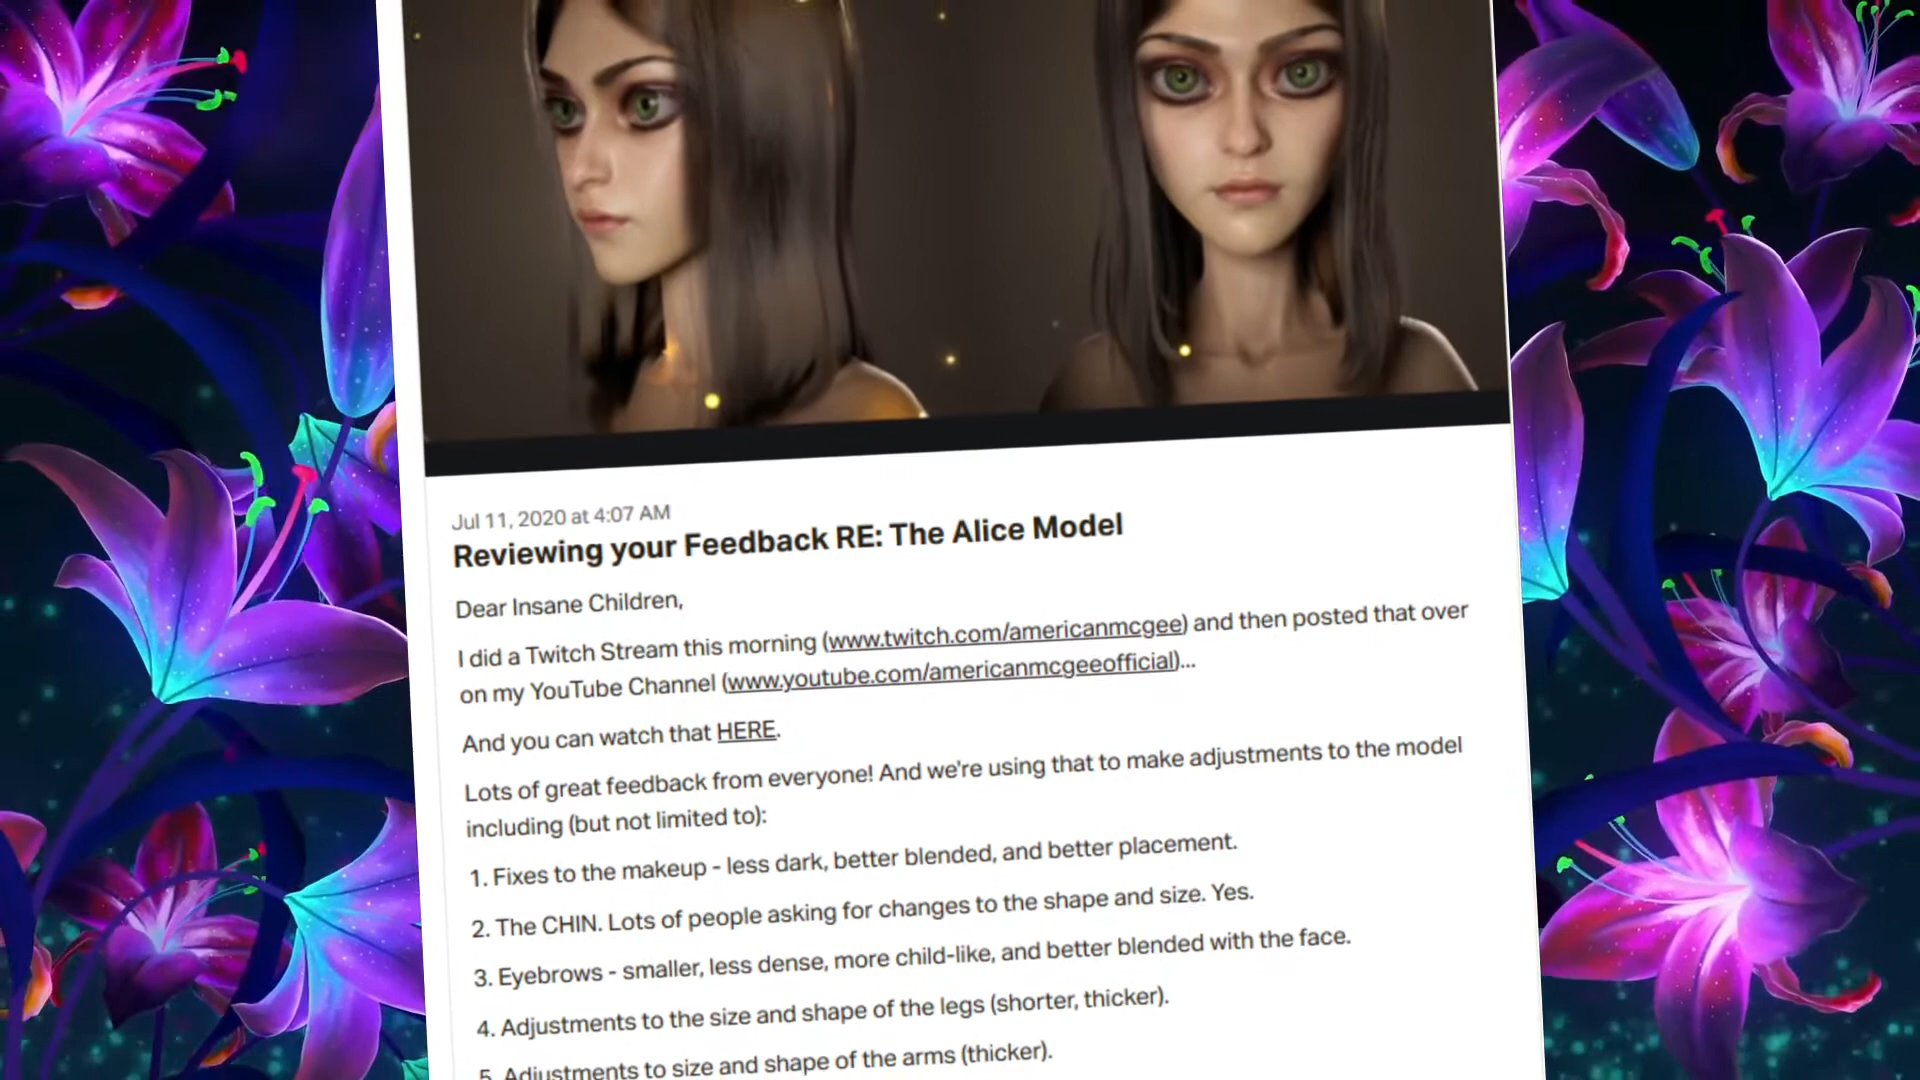 Jul 11, 2020 at 4:07 AM
Reviewing your Feedback RE: The Alice Model
Dear Insane Children,
I did a Twitch Stream this morning (www.twitch.com/americanmcgee) and then posted that over
on my YouTube Channel (www.youtube.com/americanmcgeeofficial)...
And you can watch that HERE.
Lots of great feedback from everyone! And we're using that to make adjustments to the model
including (but not limited to):
1. Fixes to the makeup - less dark, better blended, and better placement.
2. The CHIN. Lots of people asking for changes to the shape and size. Yes.
3. Eyebrows - smaller, less dense, more child-like, and better blended with the face.
4. Adjustments to the size and shape of the legs (shorter, thicker).
5. Adjustments to size and shape of the arms (thicker).